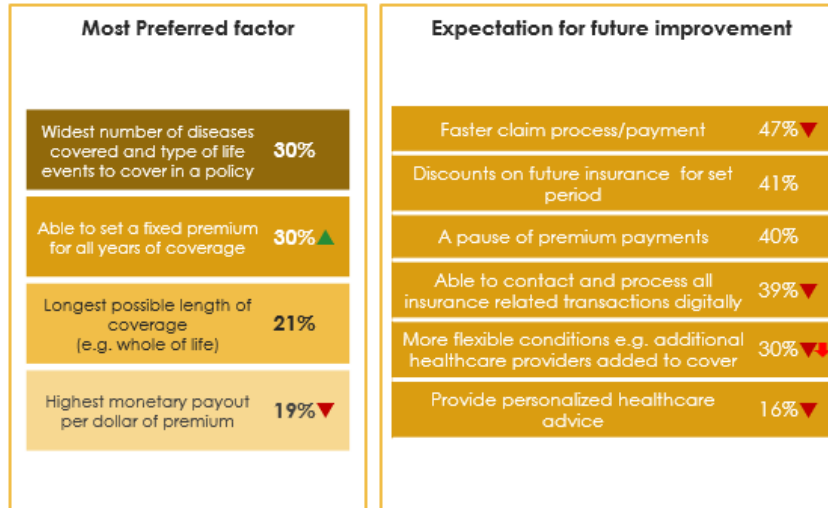 Most Preferred factor
Widest number of diseases
covered and type of life
events to cover in a policy
30%
Able to set a fixed premium
for all years of coverage
30%
Longest possible length of
coverage
(e.g. whole of life)
21%
Highest monetary payout
per dollar of premium
19%
Expectation for future improvement
Faster claim process/payment
47%
Discounts on future insurance for set
period
41%
A pause of premium payments
40%
Able to contact and process all
insurance related transactions digitally
39%
More flexible conditions e.g. additional
healthcare providers added to cover
30%
Provide personalized healthcare
advice
16%